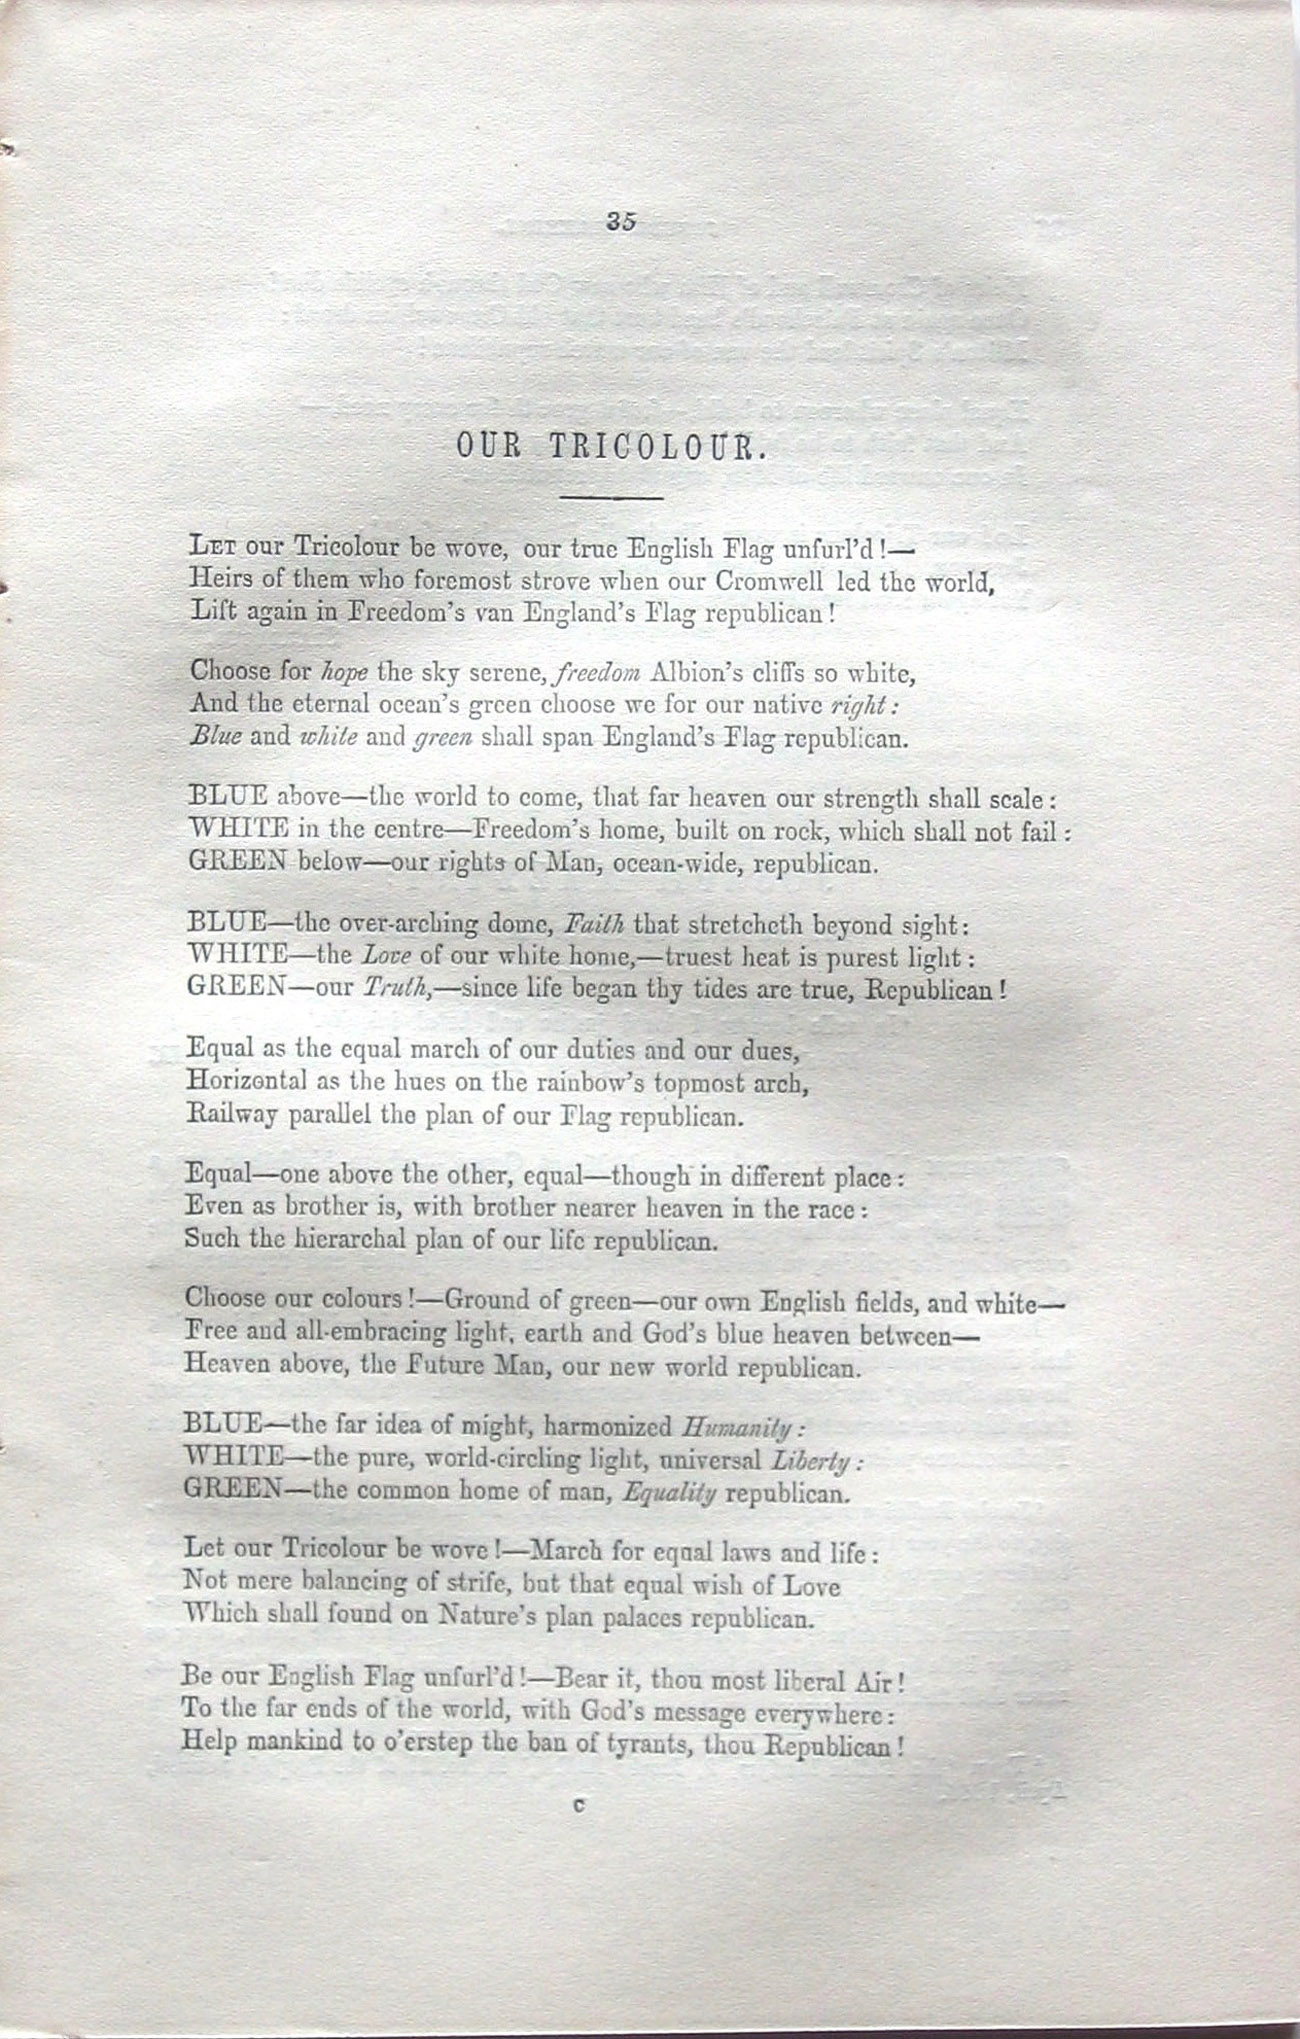 35
OUR TRICOLOUR.
LET our Tricolour be wove, our true English Flag unfurl'd!—
Heirs of them who foremost strove when our Cromwell led the world,
Lift again in Freedom's van England's Flag republican!
Choose for hope the sky serene, freedom Albion's cliffs so white,
And the eternal ocean's green choose we for our native right:
Blue and white and green shall span England's Flag republican.
BLUE above—the world to come, that far heaven our strength shall scale:
WHITE in the centre—Freedom's home, built on rock, which shall not fail:
GREEN below—our rights of Man, ocean-wide, republican.
BLUE—the over-arching dome, Faith that stretcheth beyond sight:
WHITE—the Love of our white home,—truest heat is purest light:
GREEN—our Truth,—since life began thy tides are true, Republican!
Equal as the equal march of our duties and our dues,
Horizontal as the hues on the rainbow's topmost arch,
Railway parallel the plan of our Flag republican.
Equal—one above the other, equal—though in different place:
Even as brother is, with brother nearer heaven in the race:
Such the hierarchal plan of our life republican.
Choose our colours!—Ground of green—our own English fields, and white—
Free and all-embracing light, earth and God's blue heaven between—
Heaven above, the Future Man, our new world republican.
BLUE—the far idea of might, harmonized Humanity:
WHITE—the pure, world-circling light, universal Liberty:
GREEN—the common home of man, Equality republican.
Let our Tricolour be wove!—March for equal laws and life:
Not mere balancing of strife, but that equal wish of Love
Which shall found on Nature's plan palaces republican.
Be our English Flag unfurl'd!—Bear it, thou most liberal Air!
To the far ends of the world, with God's message everywhere:
Help mankind to o'erstep the ban of tyrants, thou Republican!
C